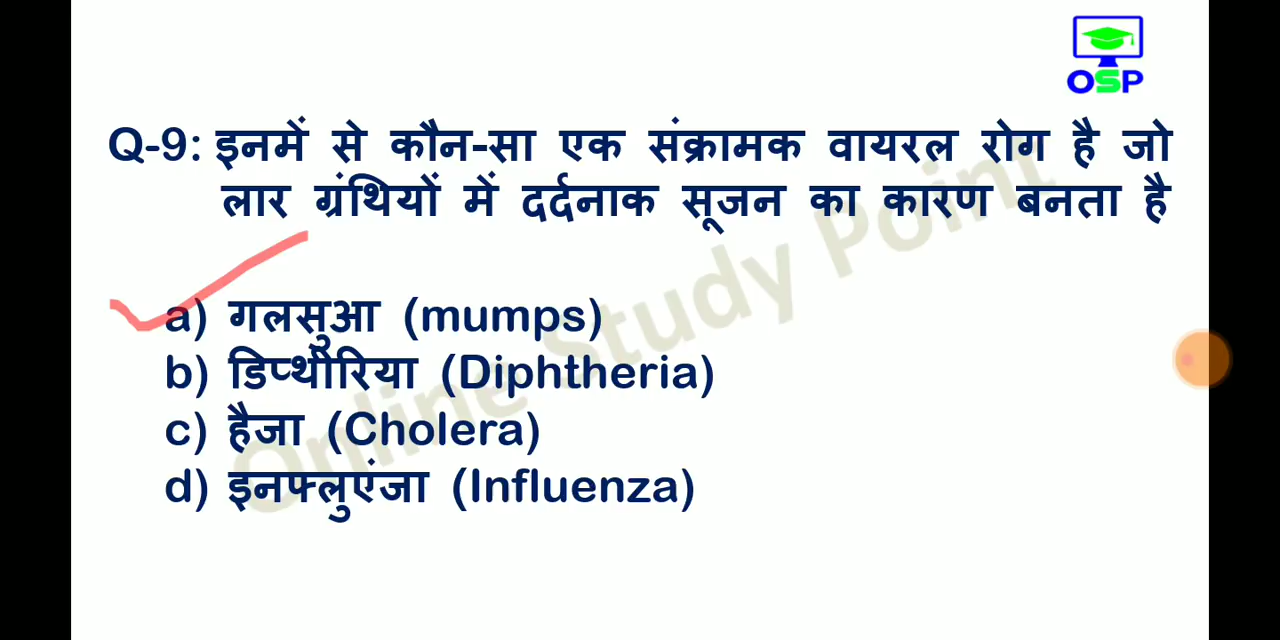 OSP
Q-9: इनमें से कौन-सा एक संक्रामक वायरल रोग है जो
लार ग्रंथियों में दर्दनाक सूजन का कारण बनता है
a) गलसुआ (mumps)
b) डिप्थीरिया (Diphtheria)
c) हैजा (Cholera)
d) इनफ्लुएंजा (Influenza)
Online Study Point